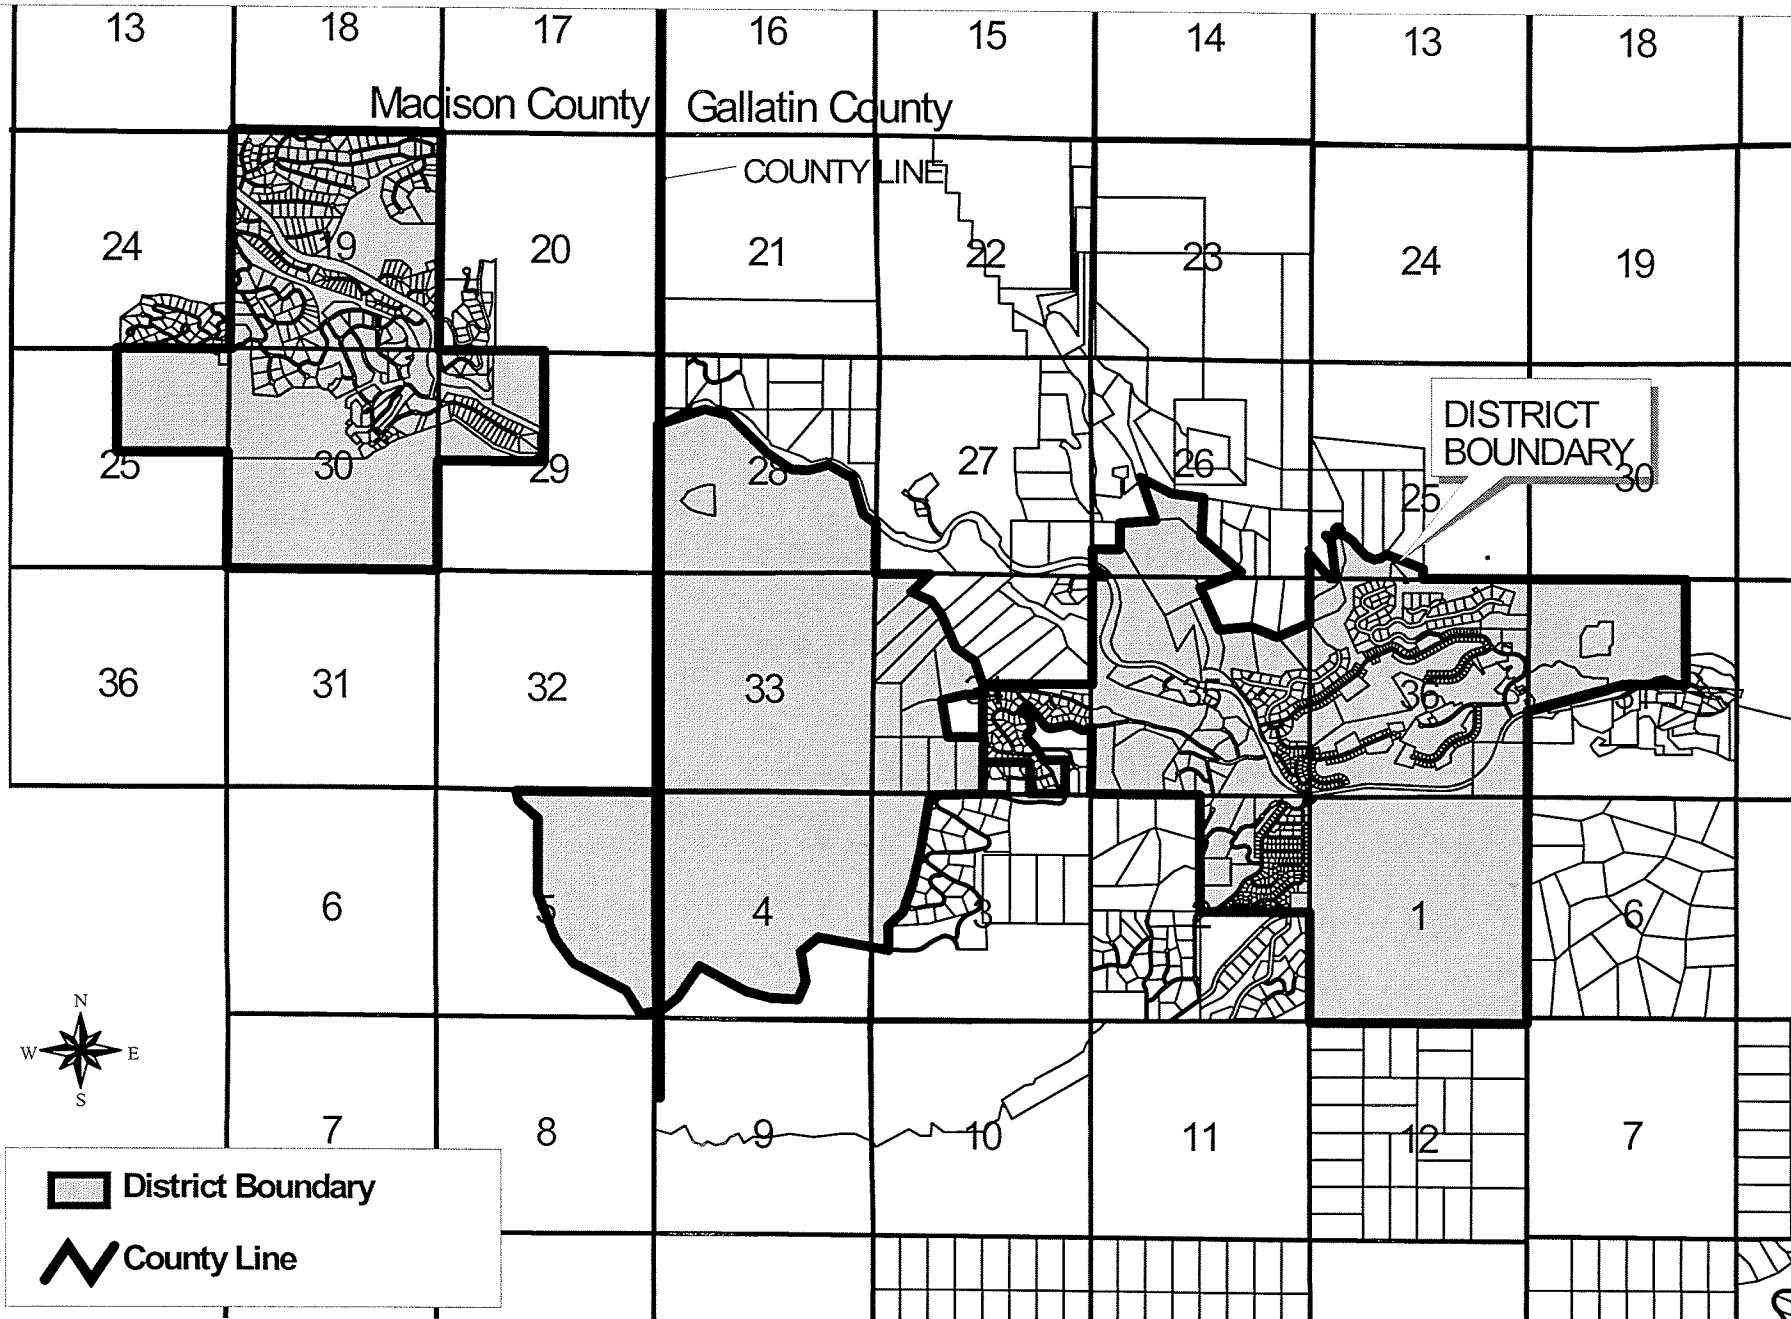 13 18 17 16 15 14 13 18
Madison County Gallatin County
COUNTY LINE
24 19 20 21 22 23 24 19
DISTRICT
BOUNDARY
25 30 29 28 27 26 25 30
36 31 32 33 35 36
6 5 4 3 1 6
N
W E
S
7 8 9 10 11 12 7
District Boundary
County Line